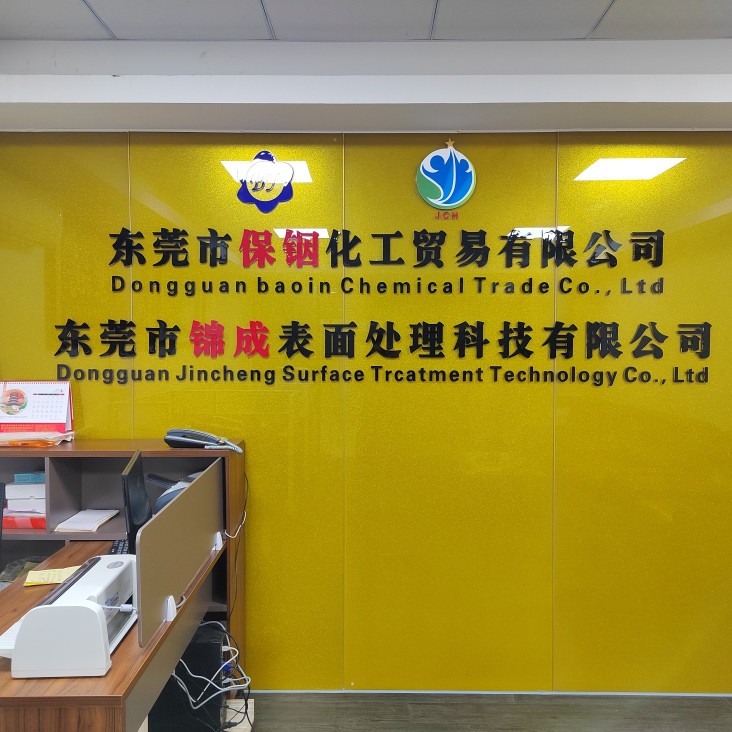 J.C.H
东莞市保铟化工贸易有限公司
Dongguan baoin Chemical Trade Co., Ltd
东莞市锦成表面处理科技有限公司
Dongguan Jincheng Surface Trcatment Technology Co., Ltd